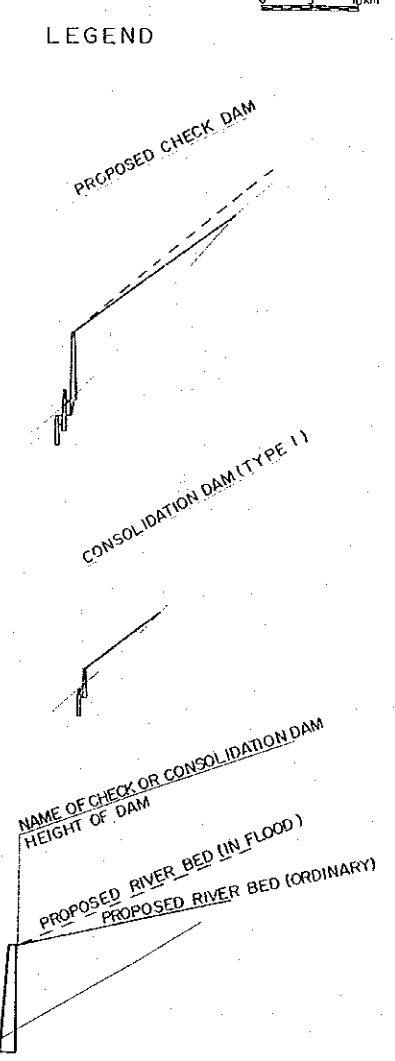 LEGEND
PROPOSED CHECK DAM
CONSOLIDATION DAM (TYPE I)
NAME OF CHECK OR CONSOLIDATION DAM
HEIGHT OF DAM
PROPOSED RIVER BED (IN FLOOD)
PROPOSED RIVER BED (ORDINARY)